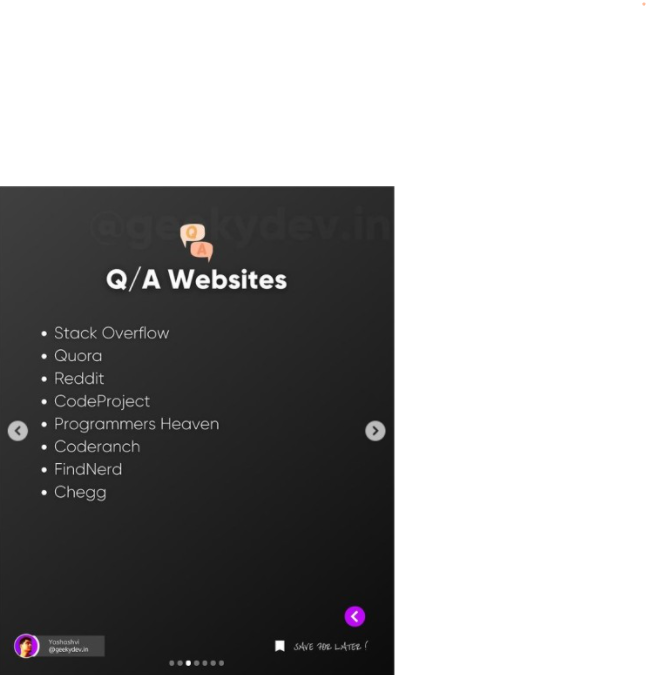 @geekydev.in
Q
A
Q/A Websites
• Stack Overflow
• Quora
• Reddit
• CodeProject
• Programmers Heaven
• Coderanch
• FindNerd
• Chegg
Yashashvi
@geekydev.in
SAVE FOR LATER!